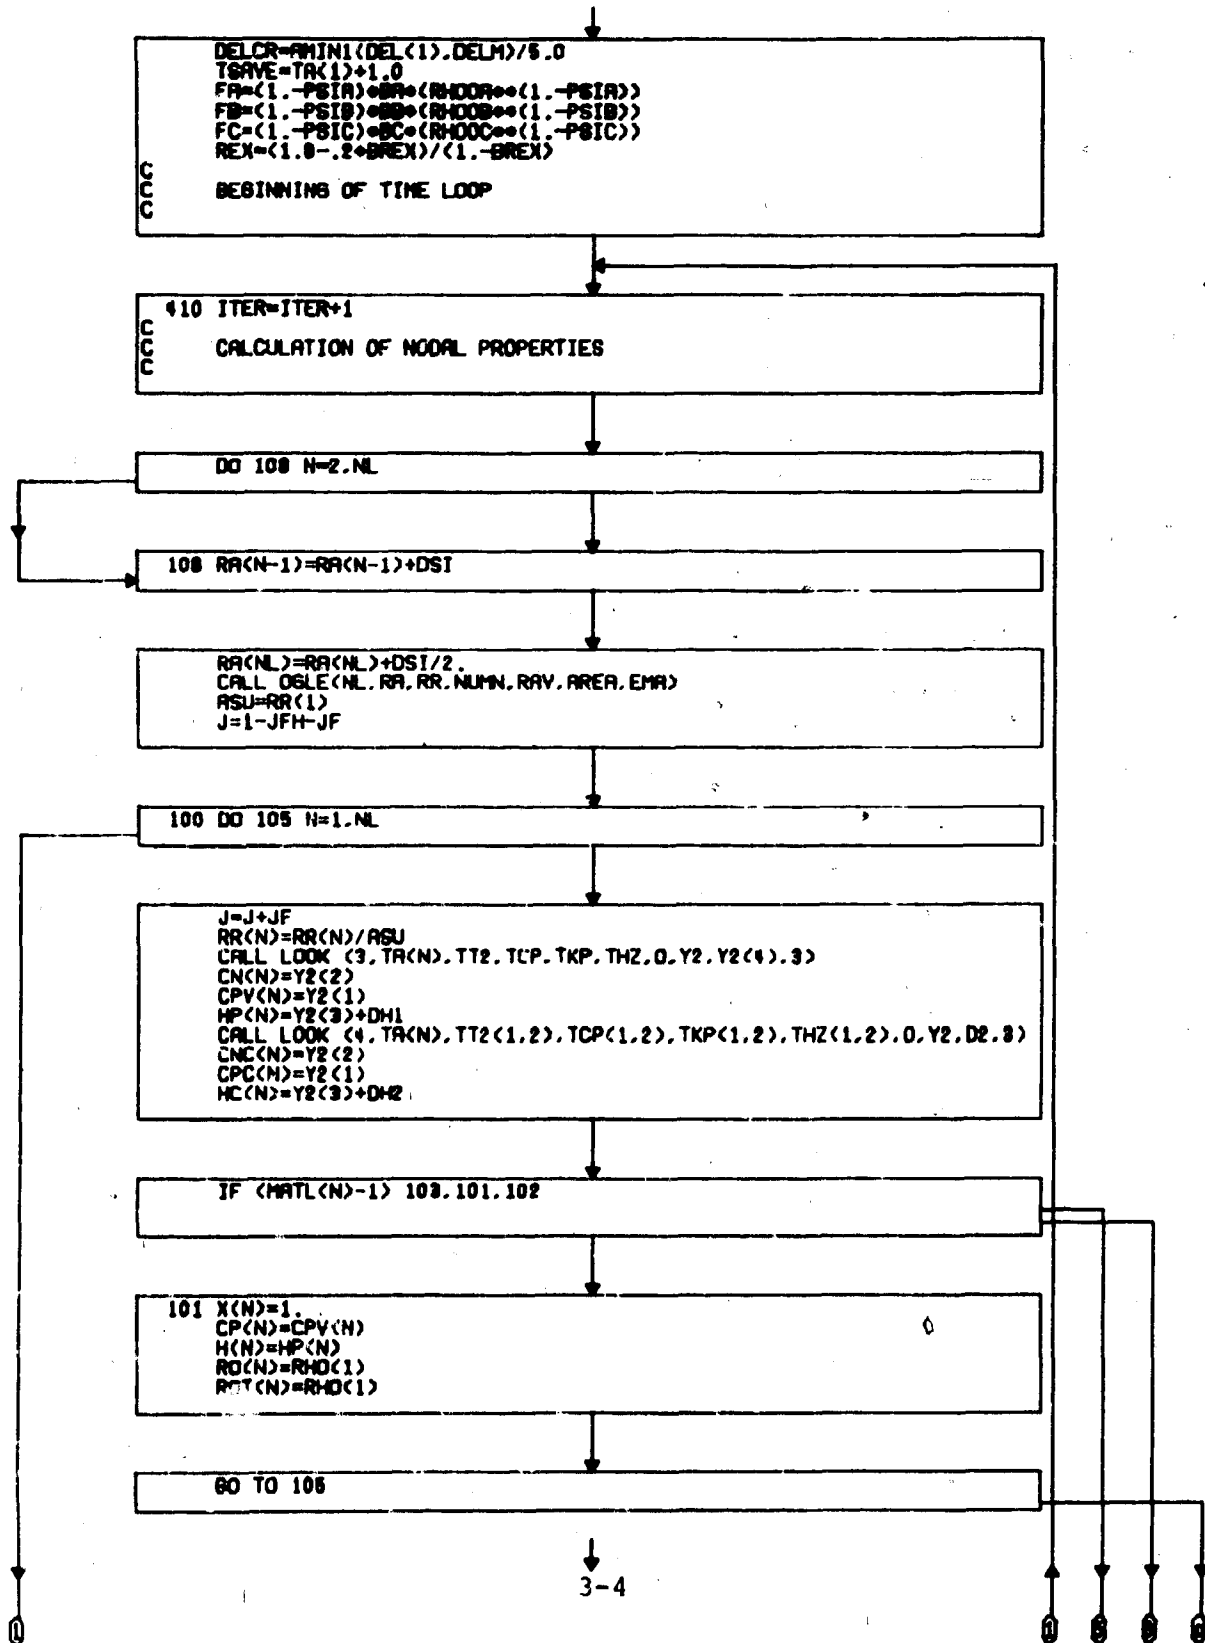 DELCR=AMIN1(DEL(1),DELM)/5.0
TSAVE=TA(1)+1.0
FA=(1.-PSIA)*BA*(RHOOA**(1.-PSIA))
FB=(1.-PSIB)*BB*(RHOOB**(1.-PSIB))
FC=(1.-PSIC)*BC*(RHOOC**(1.-PSIC))
REX=(1.8-.2*BREX)/(1.-BREX)
C
C BEGINNING OF TIME LOOP
C
410 ITER=ITER+1
C
C CALCULATION OF NODAL PROPERTIES
C
DO 108 N=2,NL
108 RA(N-1)=RA(N-1)+DSI
RA(NL)=RA(NL)+DSI/2.
CALL OGLE(NL,RA,RR,NUMN,RAY,AREA,EMA)
ASU=RR(1)
J=1-JFH-JF
100 DO 105 N=1,NL
J=J+JF
RR(N)=RR(N)/ASU
CALL LOOK (3,TA(N),TT2,TCP,TKP,THZ,0,Y2,Y2(4),3)
CN(N)=Y2(2)
CPV(N)=Y2(1)
HP(N)=Y2(3)+DH1
CALL LOOK (4,TA(N),TT2(1,2),TCP(1,2),TKP(1,2),THZ(1,2),0,Y2,D2,3)
CNC(N)=Y2(2)
CPC(N)=Y2(1)
HC(N)=Y2(3)+DH2
IF (MATL(N)-1) 103,101,102
101 X(N)=1.
CP(N)=CPV(N)
H(N)=HP(N)
RO(N)=RHO(1)
ROT(N)=RHO(1)
GO TO 105
3-4